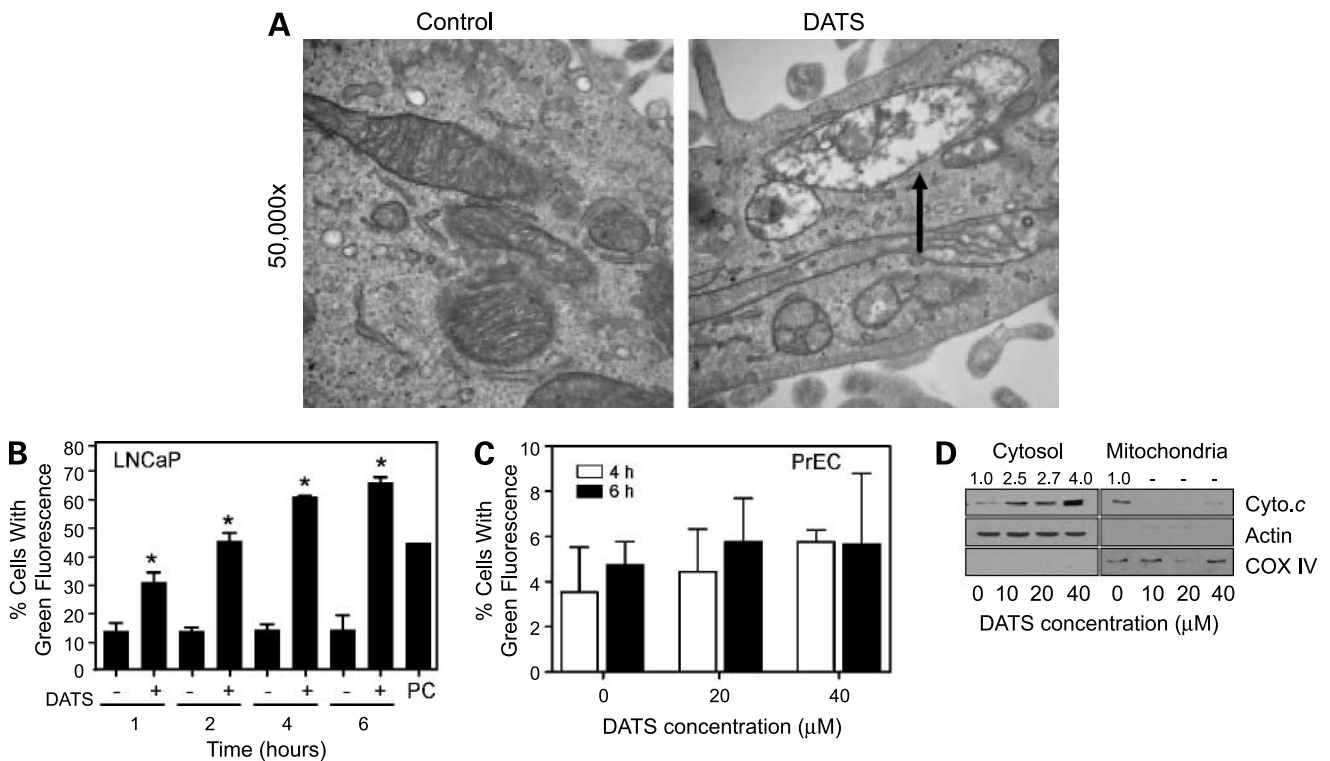 A
Control
DATS
50,000x
B
LNCaP
% Cells With
Green Fluorescence
80
70
60
50
40
30
20
10
0
*
*
*
*
DATS
- + - + - + - + PC
1 2 4 6
Time (hours)
C
PrEC
4 h
6 h
% Cells With
Green Fluorescence
10
8
6
4
2
0
0 20 40
DATS concentration (μM)
D
Cytosol Mitochondria
1.0 2.5 2.7 4.0 1.0 - - -
Cyto.c
Actin
COX IV
0 10 20 40 0 10 20 40
DATS concentration (μM)